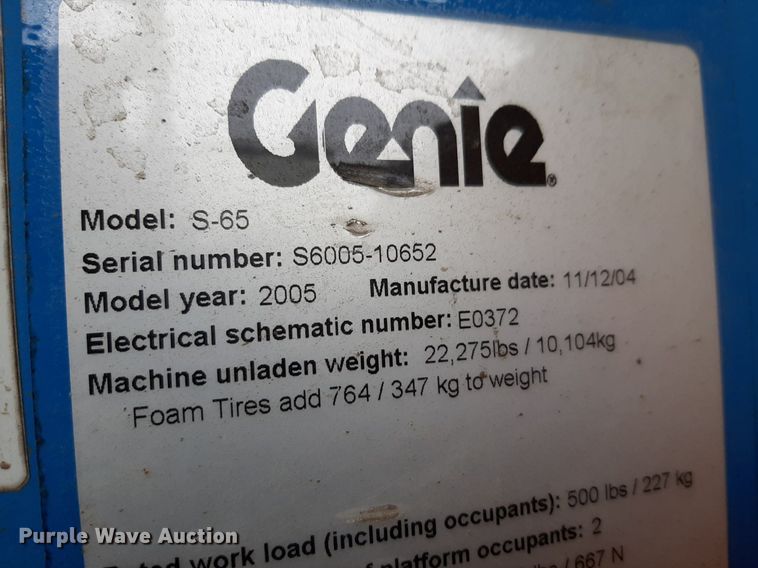 Genie
Model: S-65
Serial number: S6005-10652
Model year: 2005 Manufacture date: 11/12/04
Electrical schematic number: E0372
Machine unladen weight: 22,275lbs / 10,104kg
Foam Tires add 764 / 347 kg to weight
work load (including occupants): 500 lbs / 227 kg
platform occupants: 2
/ 667 N
Purple Wave Auction